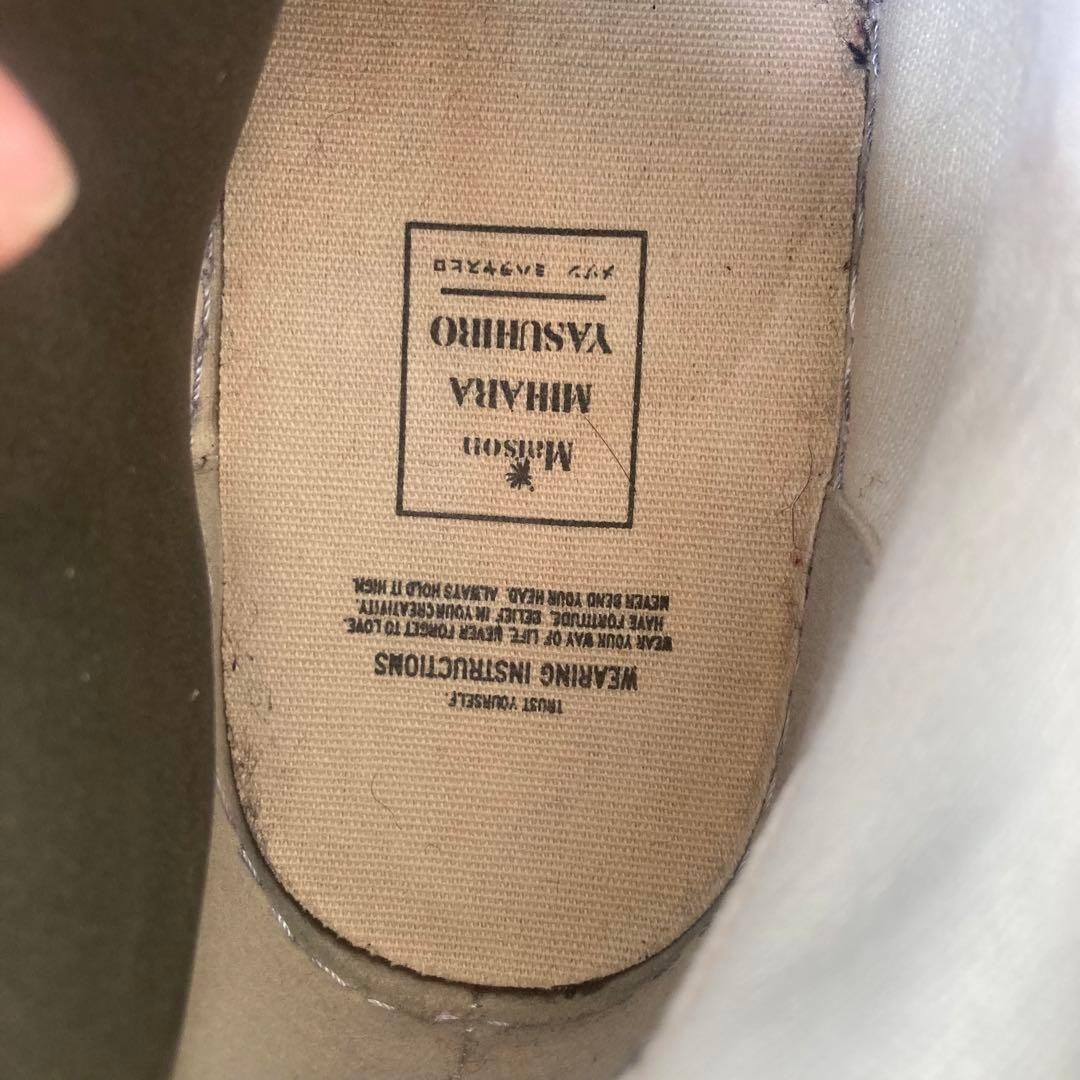 TRUST YOURSELF.
WEARING INSTRUCTIONS
WEAR YOUR WAY OF LIFE. NEVER FORGET TO LOVE.
HAVE FORTITUDE. BELIEF IN YOUR CREATIVITY.
NEVER BEND YOUR HEAD. ALWAYS HOLD IT HIGH.
Maison
MIHARA
YASUHIRO
メゾン ミハラヤスヒロ